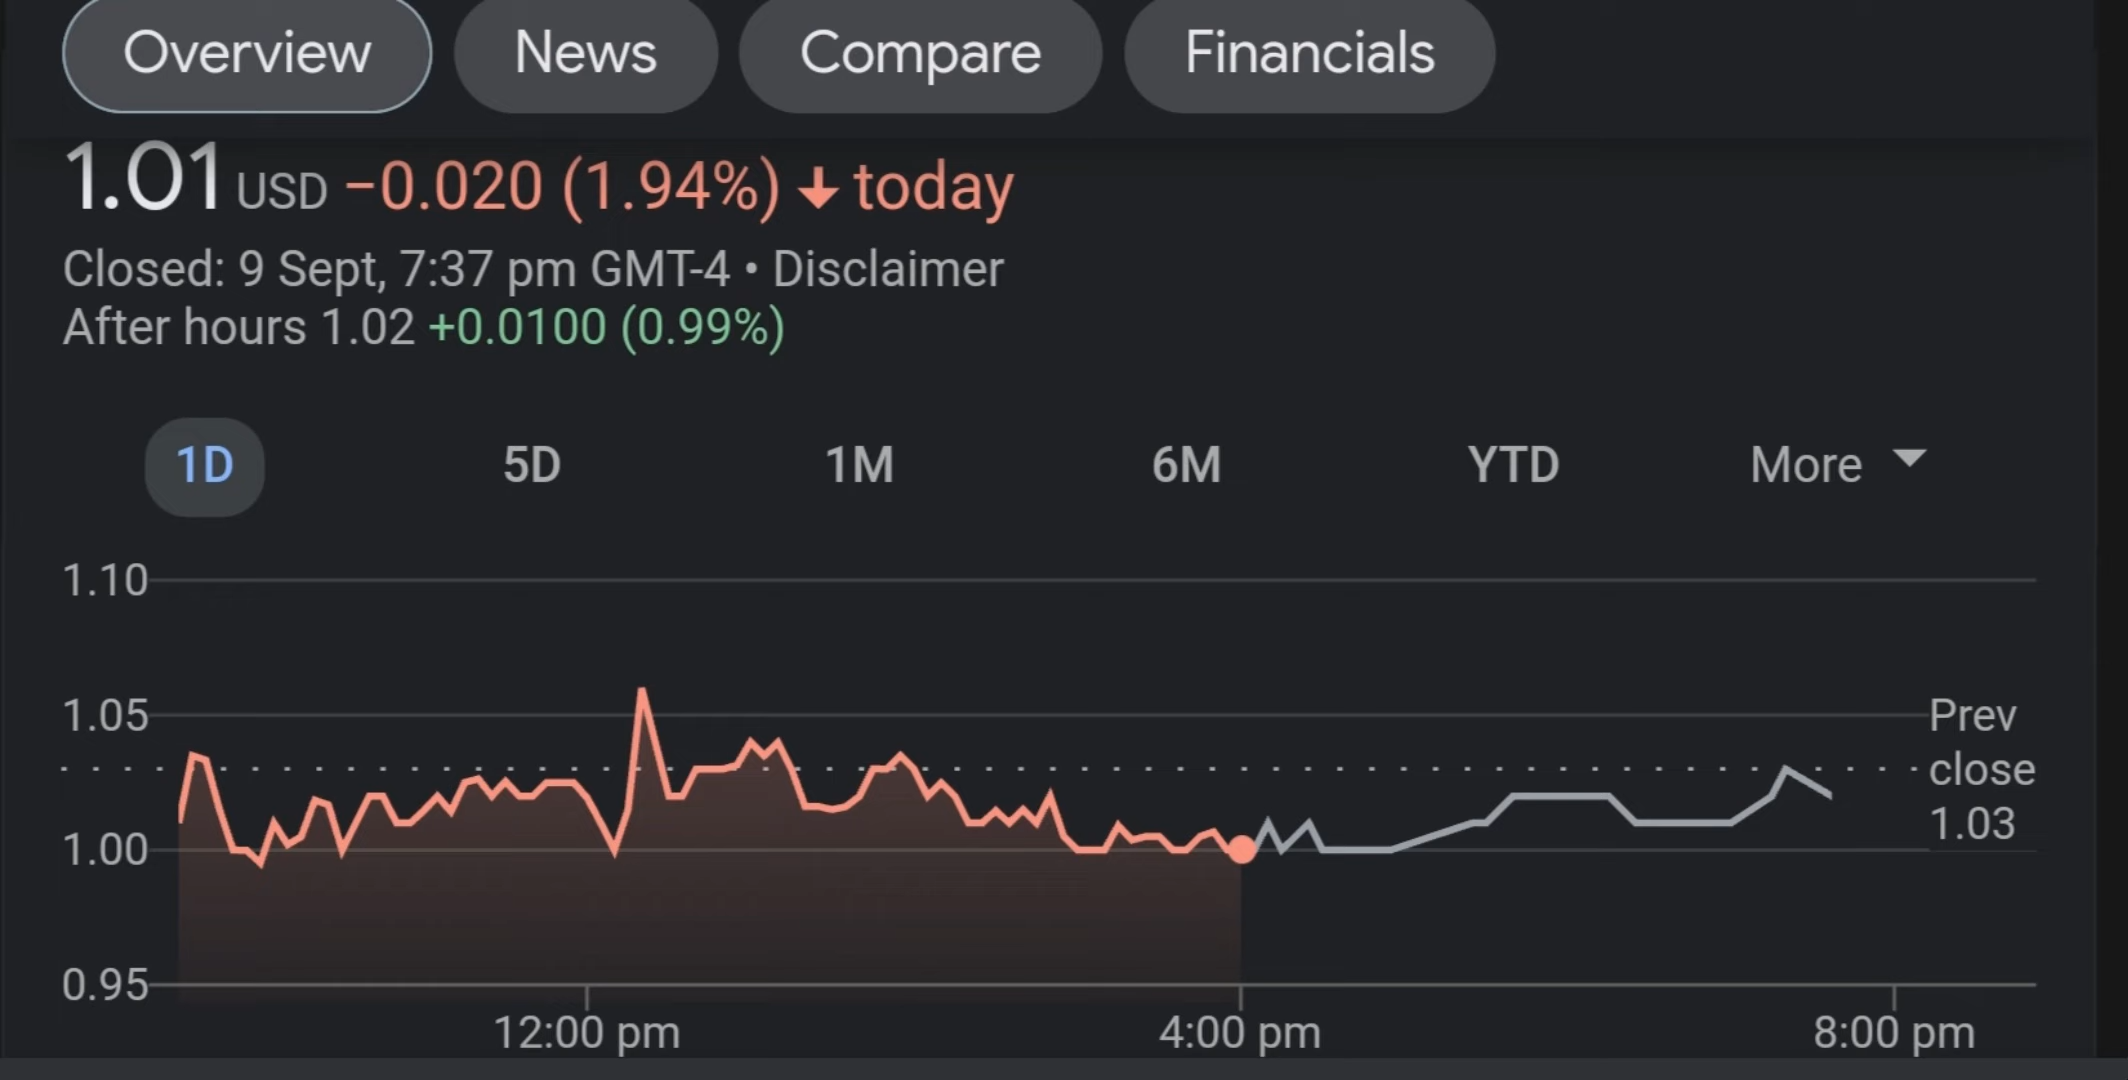 Overview News Compare Financials
1.01 USD −0.020 (1.94%) ↓ today
Closed: 9 Sept, 7:37 pm GMT-4 • Disclaimer
After hours 1.02 +0.0100 (0.99%)
1D 5D 1M 6M YTD More
1.10
1.05
1.00
0.95
Prev
close
1.03
12:00 pm 4:00 pm 8:00 pm